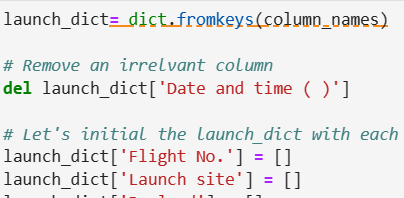 launch_dict= dict.fromkeys(column_names)
# Remove an irrelvant column
del launch_dict['Date and time ( )']
# Let's initial the launch_dict with each
launch_dict['Flight No.'] = []
launch_dict['Launch site'] = []